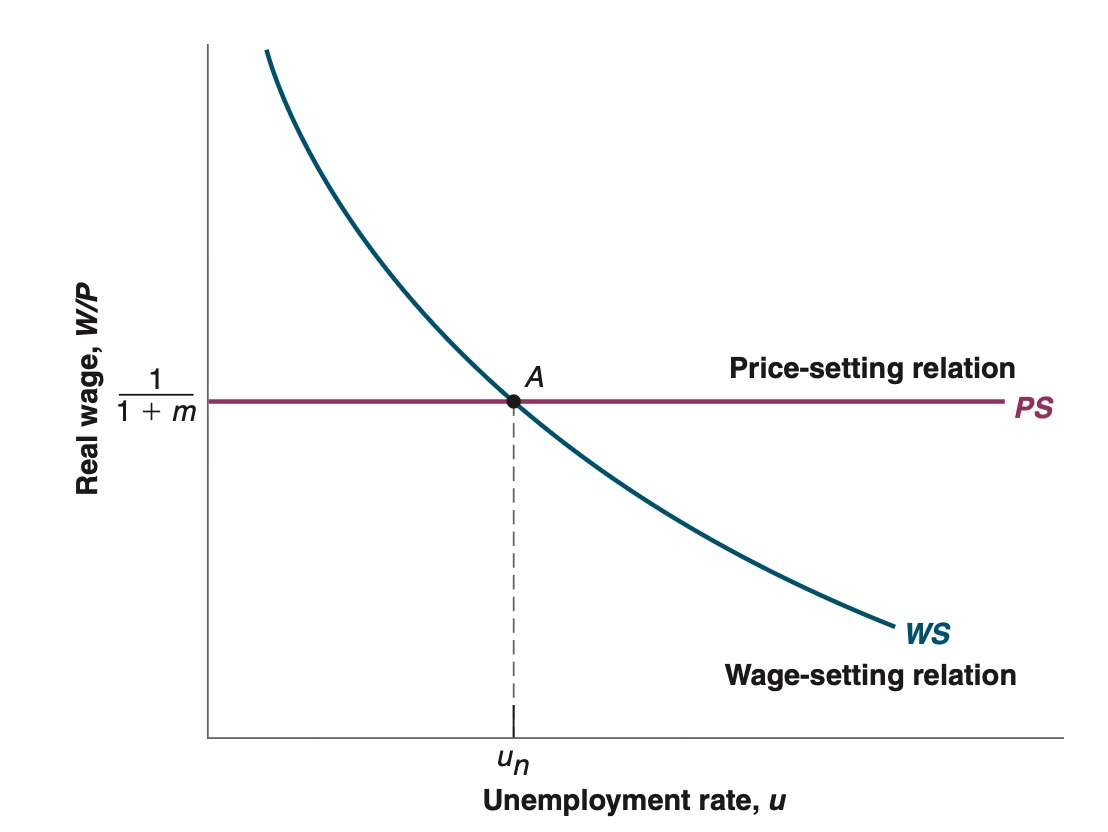 Real wage, W/P
1
1 + m
A
Price-setting relation
PS
WS
Wage-setting relation
un
Unemployment rate, u